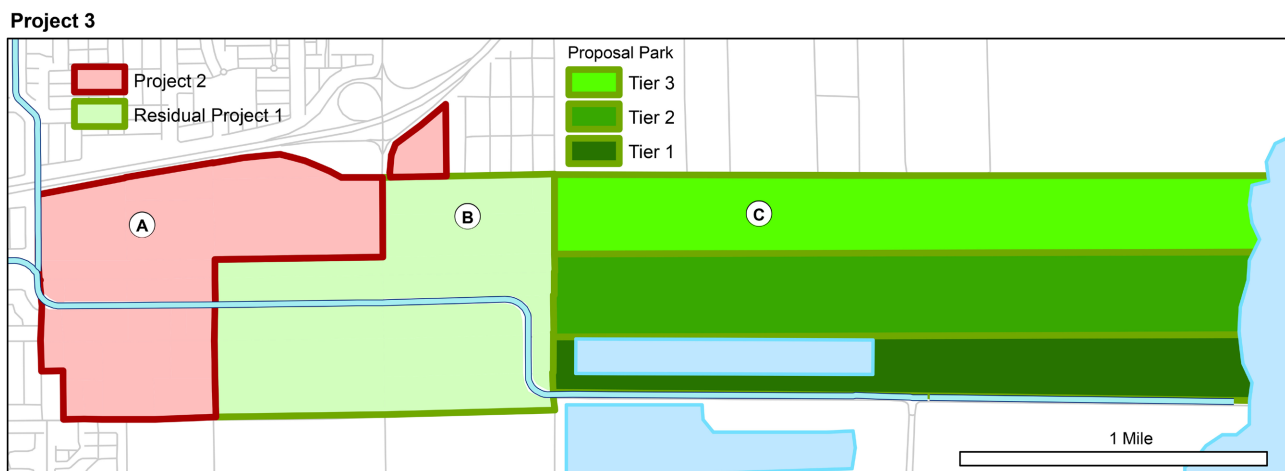 Project 3
Project 2
Residual Project 1
Proposal Park
Tier 3
Tier 2
Tier 1
A
B
C
1 Mile